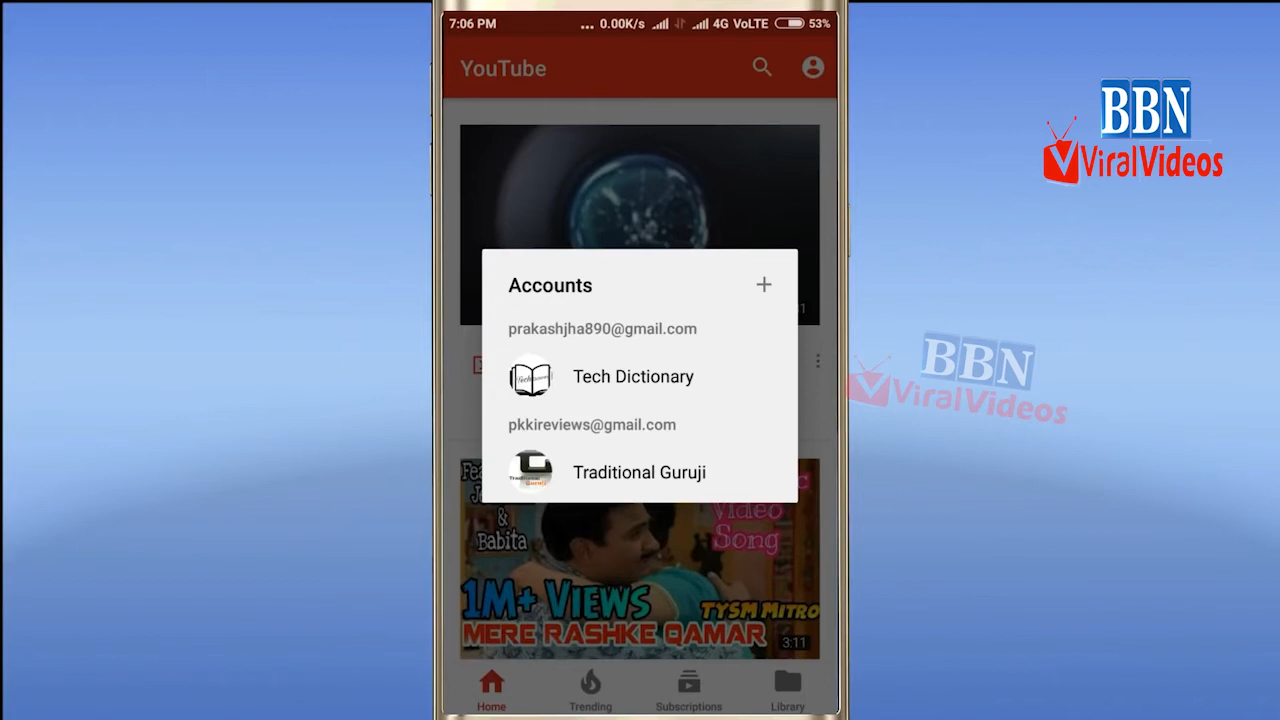 7:06 PM
... 0.00K/s 4G VoLTE 53%
YouTube
BBN
ViralVideos
Accounts
prakashjha890@gmail.com
Tech Dictionary
pkkireviews@gmail.com
Traditional Guruji
BBN
ViralVideos
&
Babita
Video
Song
1M+ VIEWS
TYSM MITRO
MERE RASHKE QAMAR
3:11
Home
Trending
Subscriptions
Library